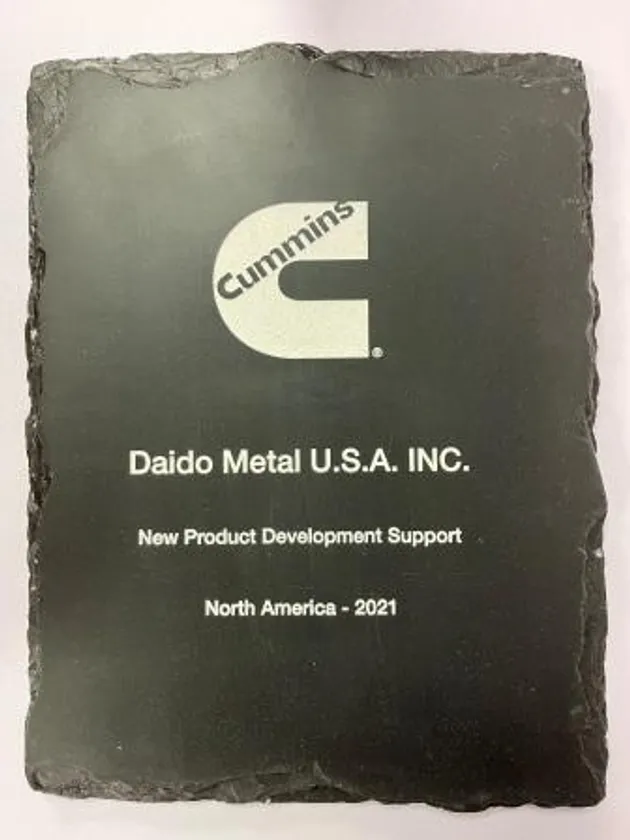 Cummins
®
Daido Metal U.S.A. INC.
New Product Development Support
North America - 2021